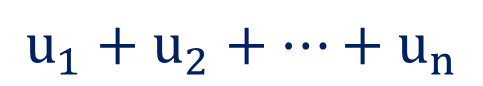 u₁ + u₂ + ⋯ + uₙ